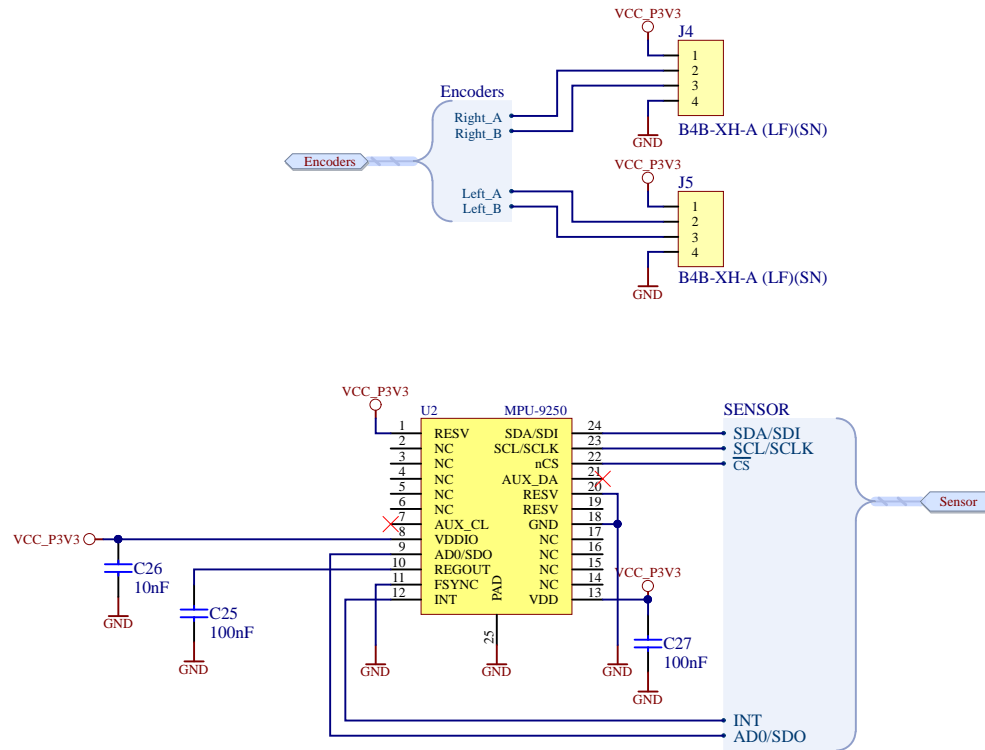 VCC_P3V3
J4
1
2
3
4
B4B-XH-A (LF)(SN)
GND
Encoders
Right_A
Right_B
Left_A
Left_B
Encoders
VCC_P3V3
J5
1
2
3
4
B4B-XH-A (LF)(SN)
GND
VCC_P3V3
U2 MPU-9250
1 RESV SDA/SDI 24
2 NC SCL/SCLK 23
3 NC nCS 22
4 NC AUX_DA 21
5 NC RESV 20
6 NC RESV 19
7 AUX_CL GND 18
8 VDDIO NC 17
9 AD0/SDO NC 16
10 REGOUT NC 15
11 FSYNC NC 14
12 INT VDD 13
PAD
25
GND
VCC_P3V3
C26
10nF
GND
C25
100nF
GND
GND
GND
VCC_P3V3
C27
100nF
GND
SENSOR
SDA/SDI
SCL/SCLK
CS
INT
AD0/SDO
Sensor